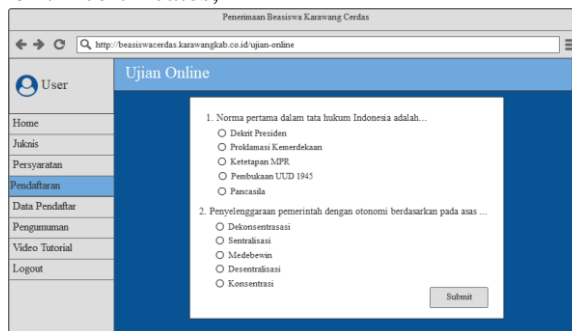 Penerimaan Beasiswa Karawang Cerdas
http://beasiswacerdas.karawangkab.co.id/ujian-online
User
Ujian Online
Home
Juknis
Persyaratan
Pendaftaran
Data Pendaftar
Pengumuman
Video Tutorial
Logout
1. Norma pertama dalam tata hukum Indonesia adalah...
Dekrit Presiden
Proklamasi Kemerdekaan
Ketetapan MPR
Pembukaan UUD 1945
Pancasila
2. Penyelenggaraan pemerintah dengan otonomi berdasarkan pada asas ...
Dekonsentrasasi
Sentralisasi
Medebewin
Desentralisasi
Konsentrasi
Submit